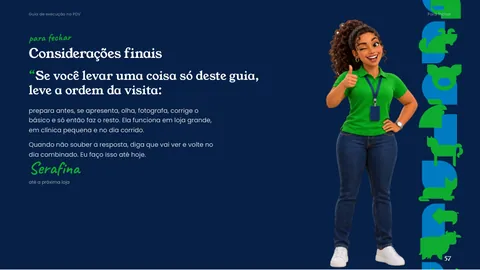 Guia de execução no PDV
para fechar
Considerações finais
“Se você levar uma coisa só deste guia,
leve a ordem da visita:
prepara antes, se apresenta, olha, fotografa, corrige o
básico e só então faz o resto. Ela funciona em loja grande,
em clínica pequena e no dia corrido.
Quando não souber a resposta, diga que vai ver e volte no
dia combinado. Eu faço isso até hoje.
Serafina
até a próxima loja
57